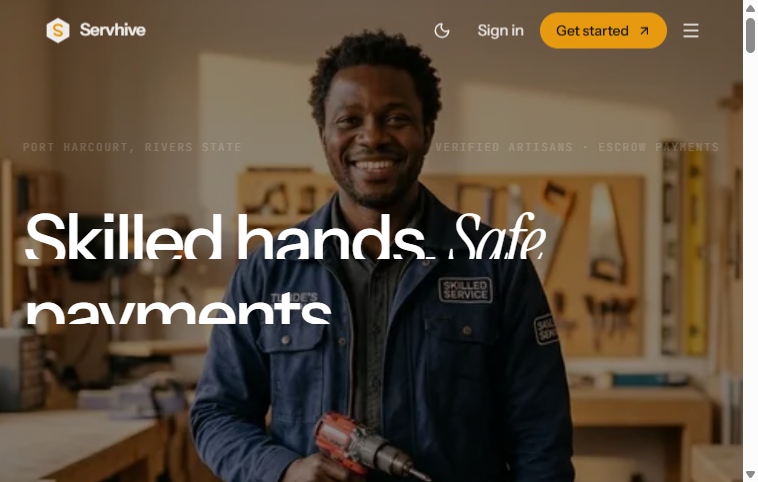 Servhive
Sign in
Get started
PORT HARCOURT, RIVERS STATE
VERIFIED ARTISANS · ESCROW PAYMENTS
Skilled hands. Safe
payments
SKILLED
SERVICE